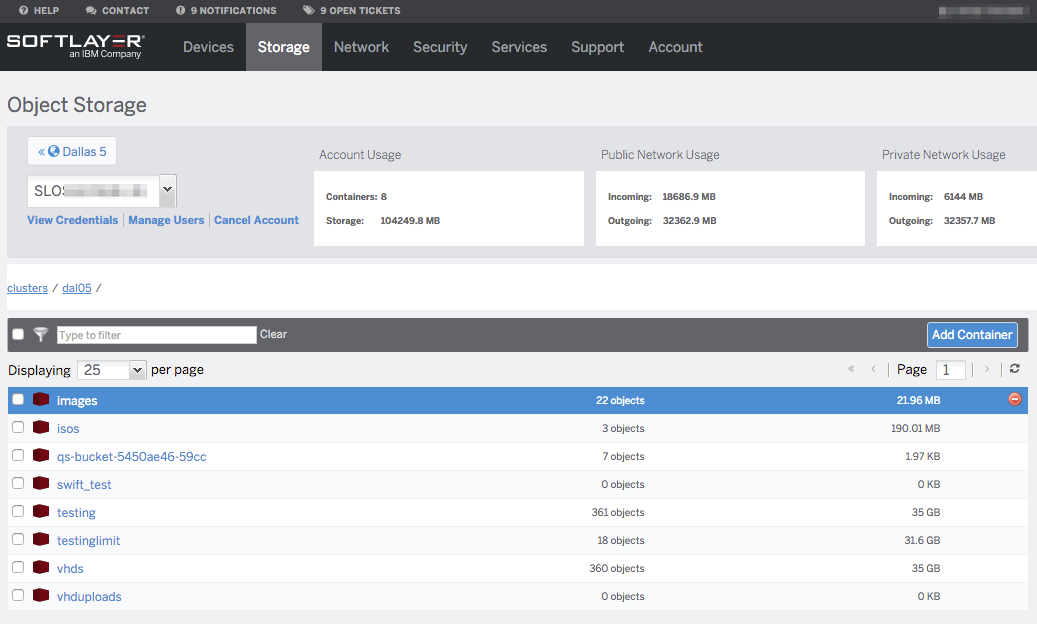 HELP CONTACT 9 NOTIFICATIONS 9 OPEN TICKETS
SOFTLAYER®
an IBM Company
Devices Storage Network Security Services Support Account
Object Storage
« Dallas 5
Account Usage Public Network Usage Private Network Usage
View Credentials | Manage Users | Cancel Account
Containers: 8 Incoming: 18686.9 MB Incoming: 6144 MB
Storage: 104249.8 MB Outgoing: 32362.9 MB Outgoing: 32357.7 MB
clusters / dal05 /
Type to filter Clear Add Container
Displaying 25 per page « ‹ Page 1 ›
images 22 objects 21.96 MB
isos 3 objects 190.01 MB
qs-bucket-5450ae46-59cc 7 objects 1.97 KB
swift_test 0 objects 0 KB
testing 361 objects 35 GB
testinglimit 18 objects 31.6 GB
vhds 360 objects 35 GB
vhduploads 0 objects 0 KB